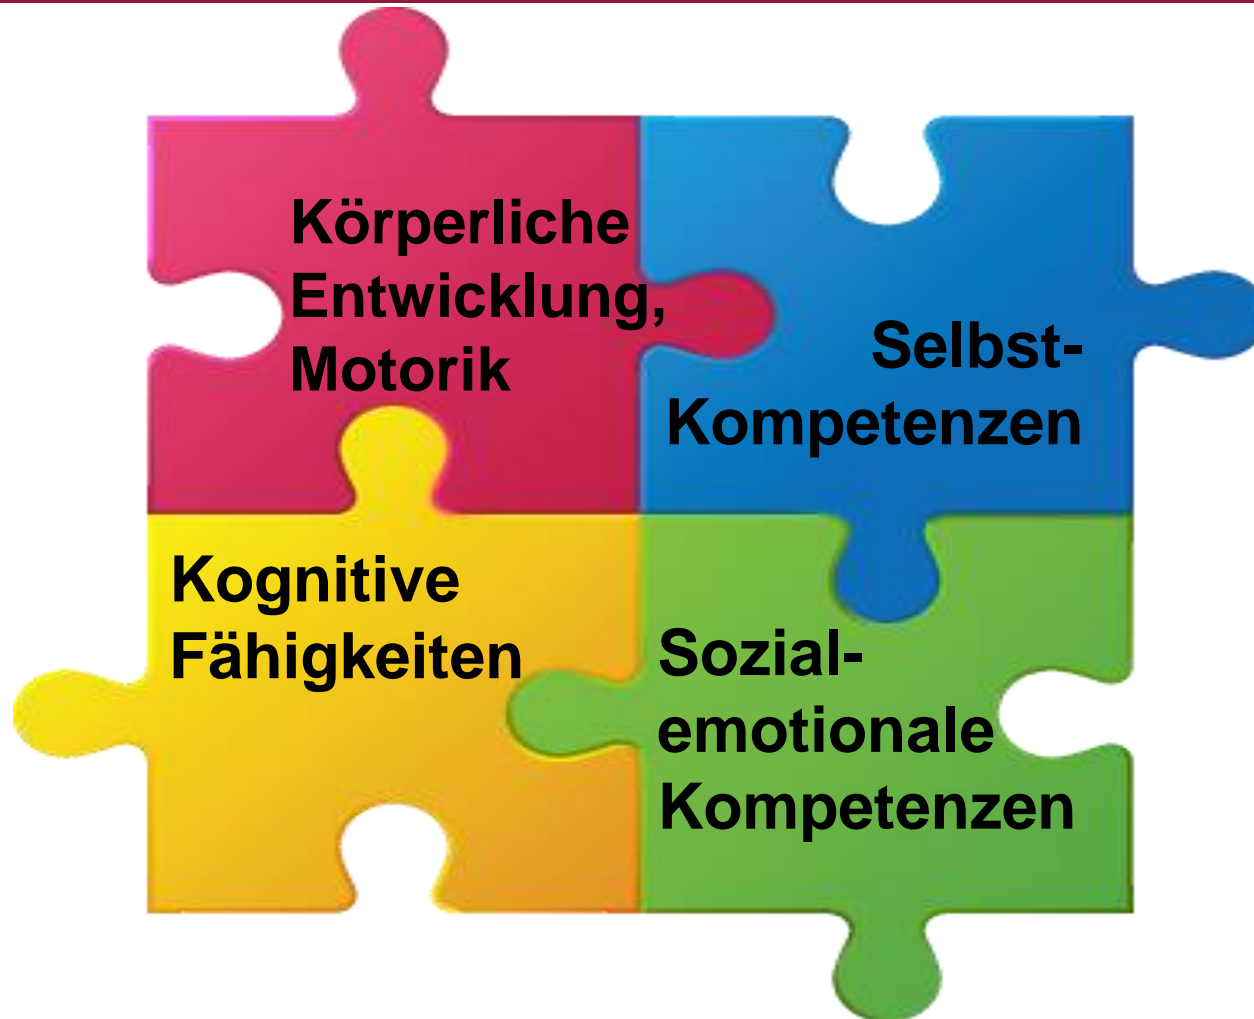 Körperliche
Entwicklung,
Motorik
Selbst-
Kompetenzen
Kognitive
Fähigkeiten
Sozial-
emotionale
Kompetenzen